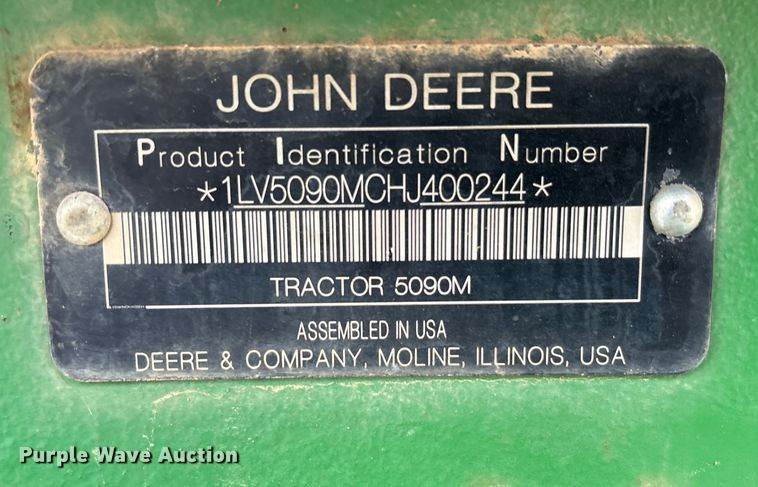 JOHN DEERE
Product Identification Number
*1LV5090MCHJ400244*
TRACTOR 5090M
ASSEMBLED IN USA
DEERE & COMPANY, MOLINE, ILLINOIS, USA
Purple Wave Auction